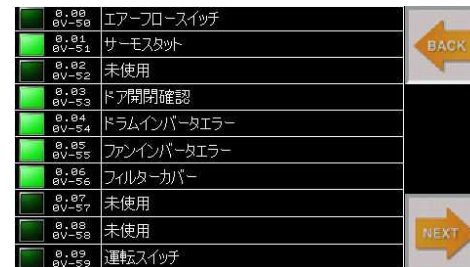 0.00
0V-50 エアーフロースイッチ
0.01
0V-51 サーモスタット
0.02
0V-52 未使用
0.03
0V-53 ドア開閉確認
0.04
0V-54 ドラムインバータエラー
0.05
0V-55 ファンインバータエラー
0.06
0V-56 フィルターカバー
0.07
0V-57 未使用
0.08
0V-58 未使用
0.09
0V-59 運転スイッチ
BACK
NEXT